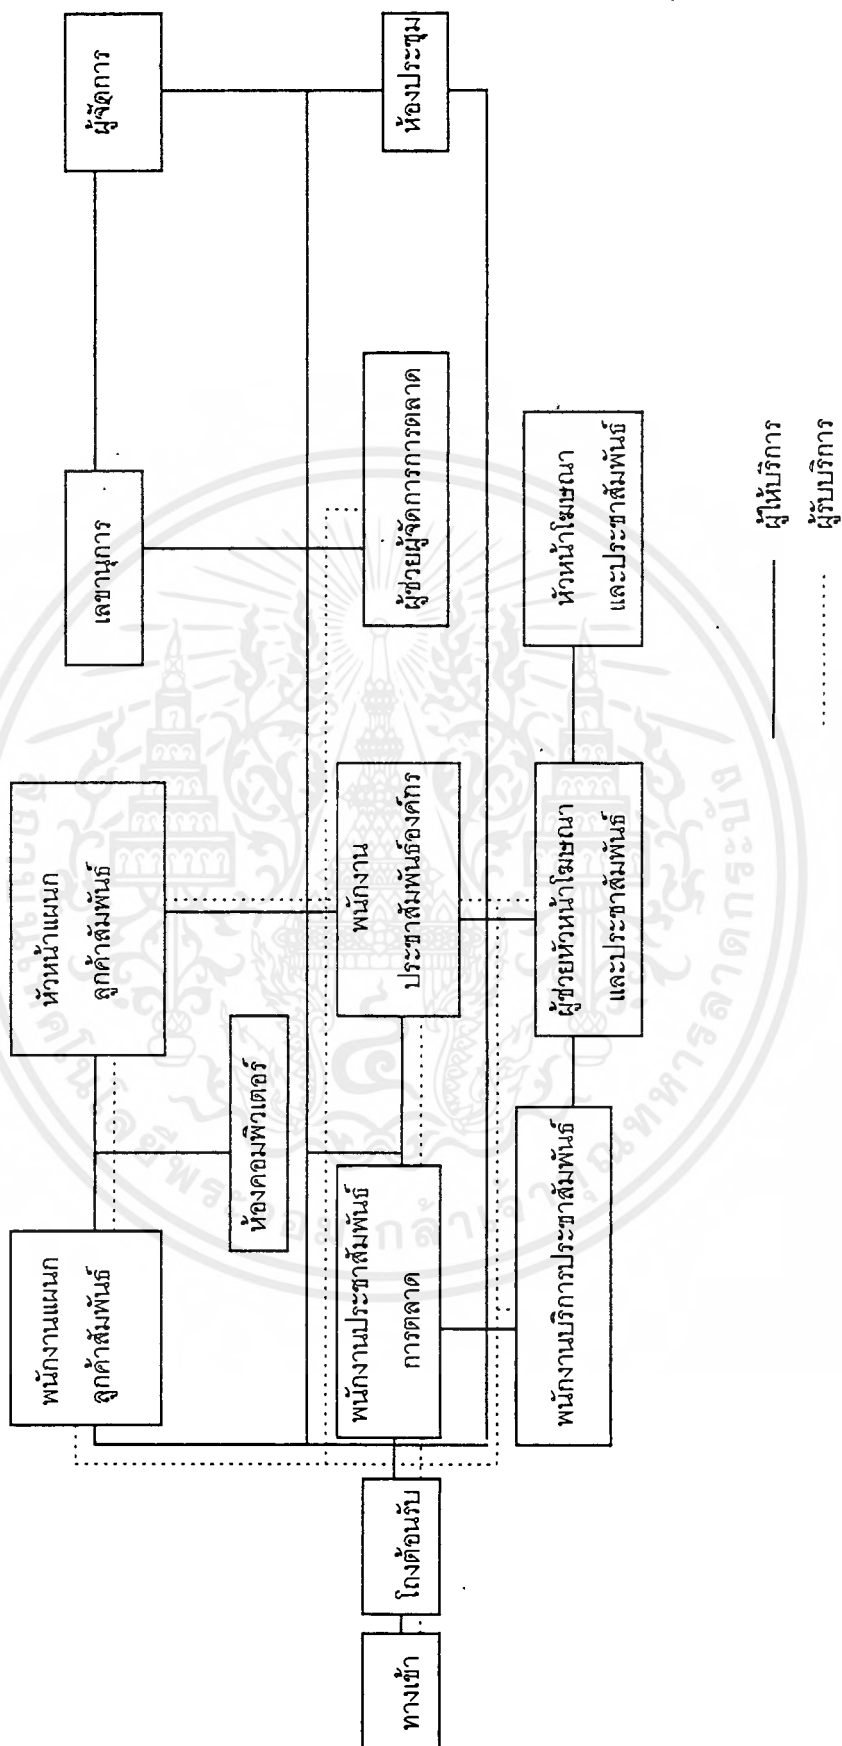 ทางเข้า
โถงต้อนรับ
พนักงานแผนก
ลูกค้าสัมพันธ์
หัวหน้าแผนก
ลูกค้าสัมพันธ์
เลขานุการ
ผู้จัดการ
ห้องคอมพิวเตอร์
พนักงานประชาสัมพันธ์
การตลาด
พนักงาน
ประชาสัมพันธ์องค์กร
ผู้ช่วยผู้จัดการการตลาด
ห้องประชุม
พนักงานบริการประชาสัมพันธ์
ผู้ช่วยหัวหน้าโฆษณา
และประชาสัมพันธ์
หัวหน้าโฆษณา
และประชาสัมพันธ์
ผู้ให้บริการ
ผู้รับบริการ